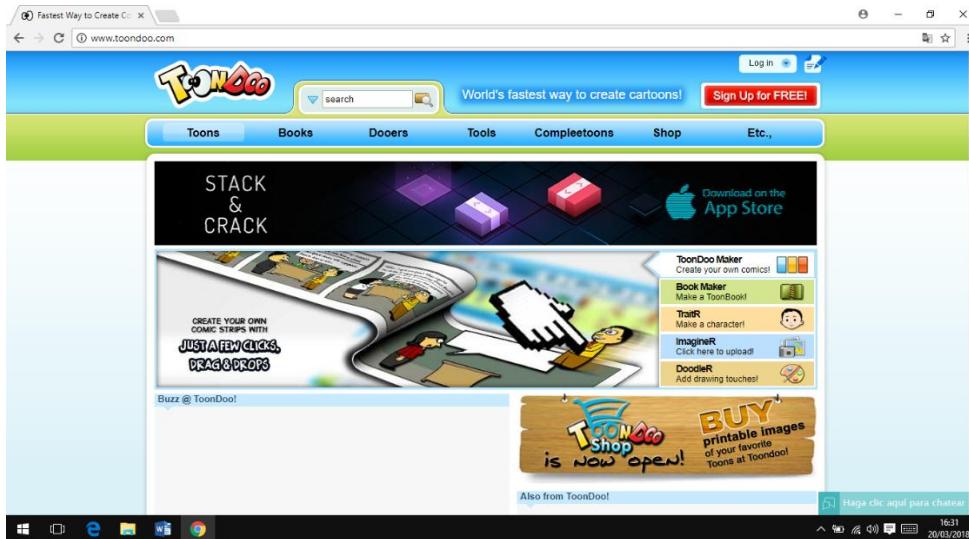 Fastest Way to Create Co
www.toondoo.com
Log in
TOONDOO
search
World's fastest way to create cartoons!
Sign Up for FREE!
Toons Books Dooers Tools Compleetoons Shop Etc.,
STACK
&
CRACK
Download on the
App Store
CREATE YOUR OWN
COMIC STRIPS WITH
JUST A FEW CLICKS,
DRAG & DROPS
ToonDoo Maker
Create your own comics!
Book Maker
Make a ToonBook!
TraitR
Make a character!
ImagineR
Click here to upload!
DoodleR
Add drawing touches!
Buzz @ ToonDoo!
TOONDOO
Shop
is now open!
BUY
printable images
of your favorite
Toons at Toondoo!
Also from ToonDoo!
Haga clic aquí para chatear
16:31
20/03/2018